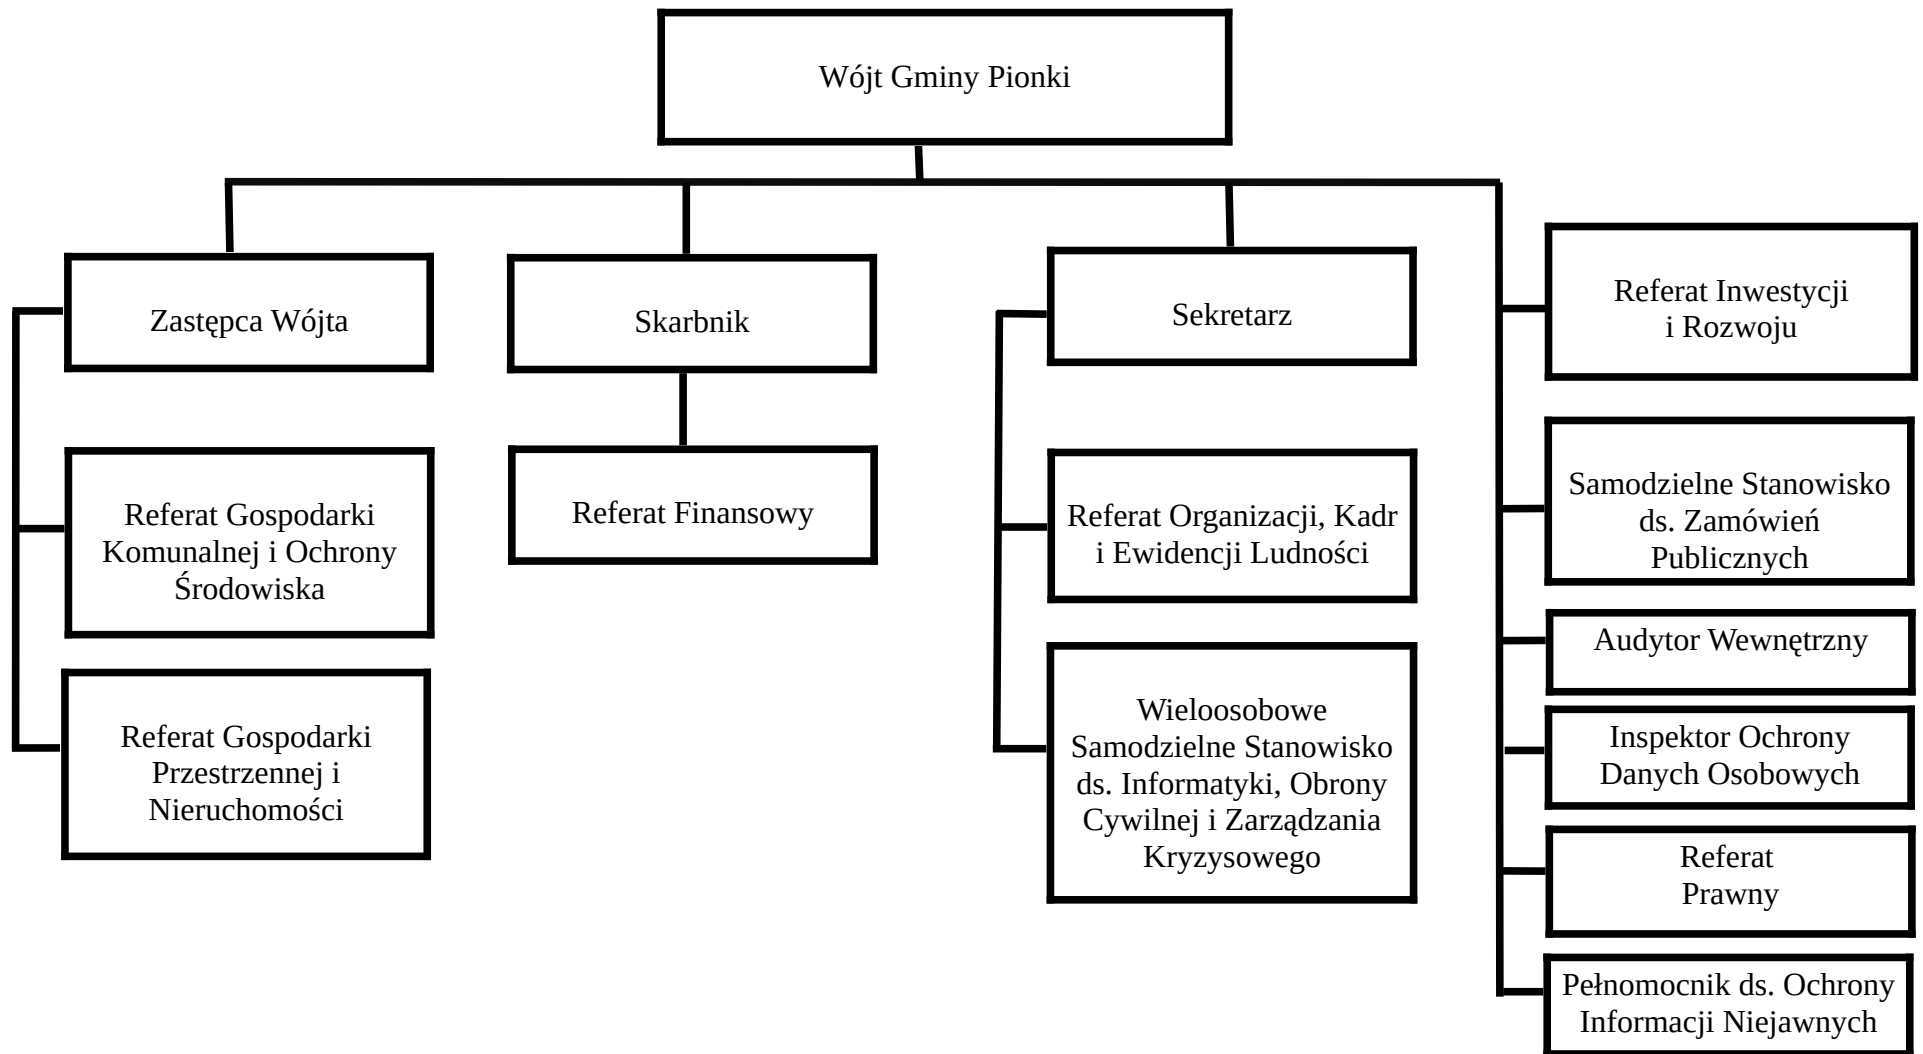 Wójt Gminy Pionki
Zastępca Wójta
Referat Gospodarki
Komunalnej i Ochrony
Środowiska
Referat Gospodarki
Przestrzennej i
Nieruchomości
Skarbnik
Referat Finansowy
Sekretarz
Referat Organizacji, Kadr
i Ewidencji Ludności
Wieloosobowe
Samodzielne Stanowisko
ds. Informatyki, Obrony
Cywilnej i Zarządzania
Kryzysowego
Referat Inwestycji
i Rozwoju
Samodzielne Stanowisko
ds. Zamówień
Publicznych
Audytor Wewnętrzny
Inspektor Ochrony
Danych Osobowych
Referat
Prawny
Pełnomocnik ds. Ochrony
Informacji Niejawnych